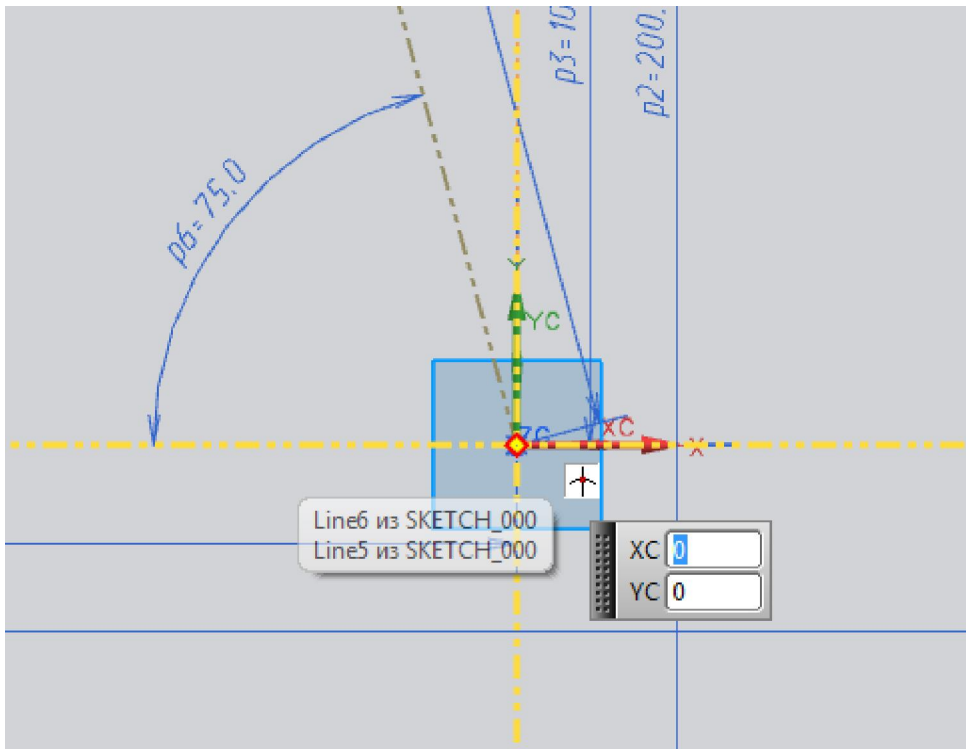 p3=10
p2=200,
p6=75,0
Y
YC
XC
X
Line6 из SKETCH_000
Line5 из SKETCH_000
XC 0
YC 0